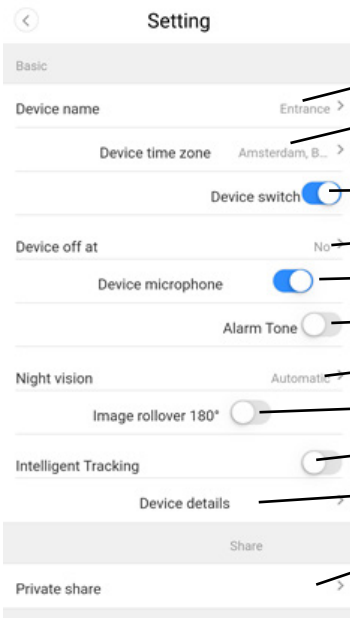 Setting
Basic
Device name Entrance
Device time zone Amsterdam, B...
Device switch
Device off at No
Device microphone
Alarm Tone
Night vision Automatic
Image rollover 180°
Intelligent Tracking
Device details
Share
Private share